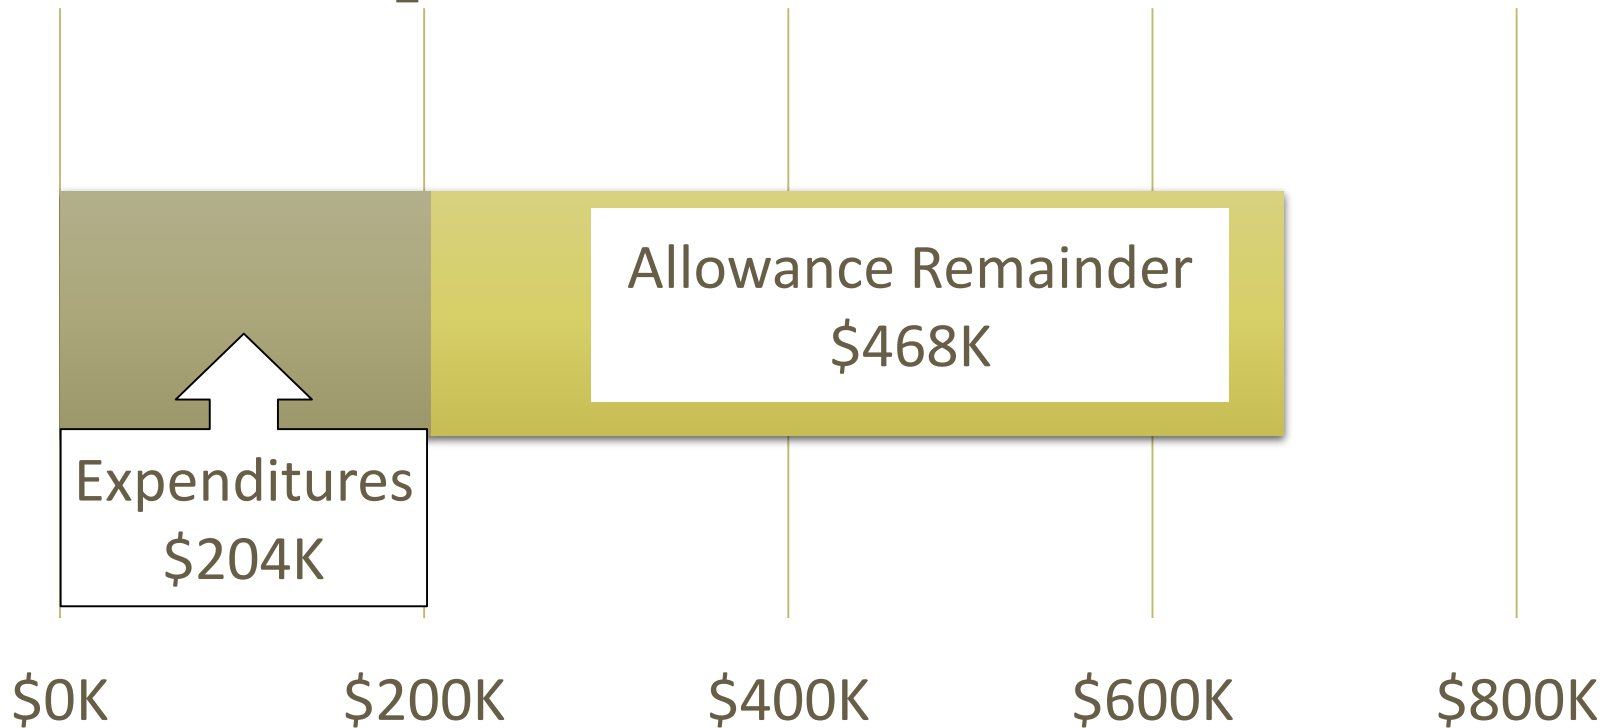 Allowance Remainder
$468K
Expenditures
$204K
$0K $200K $400K $600K $800K